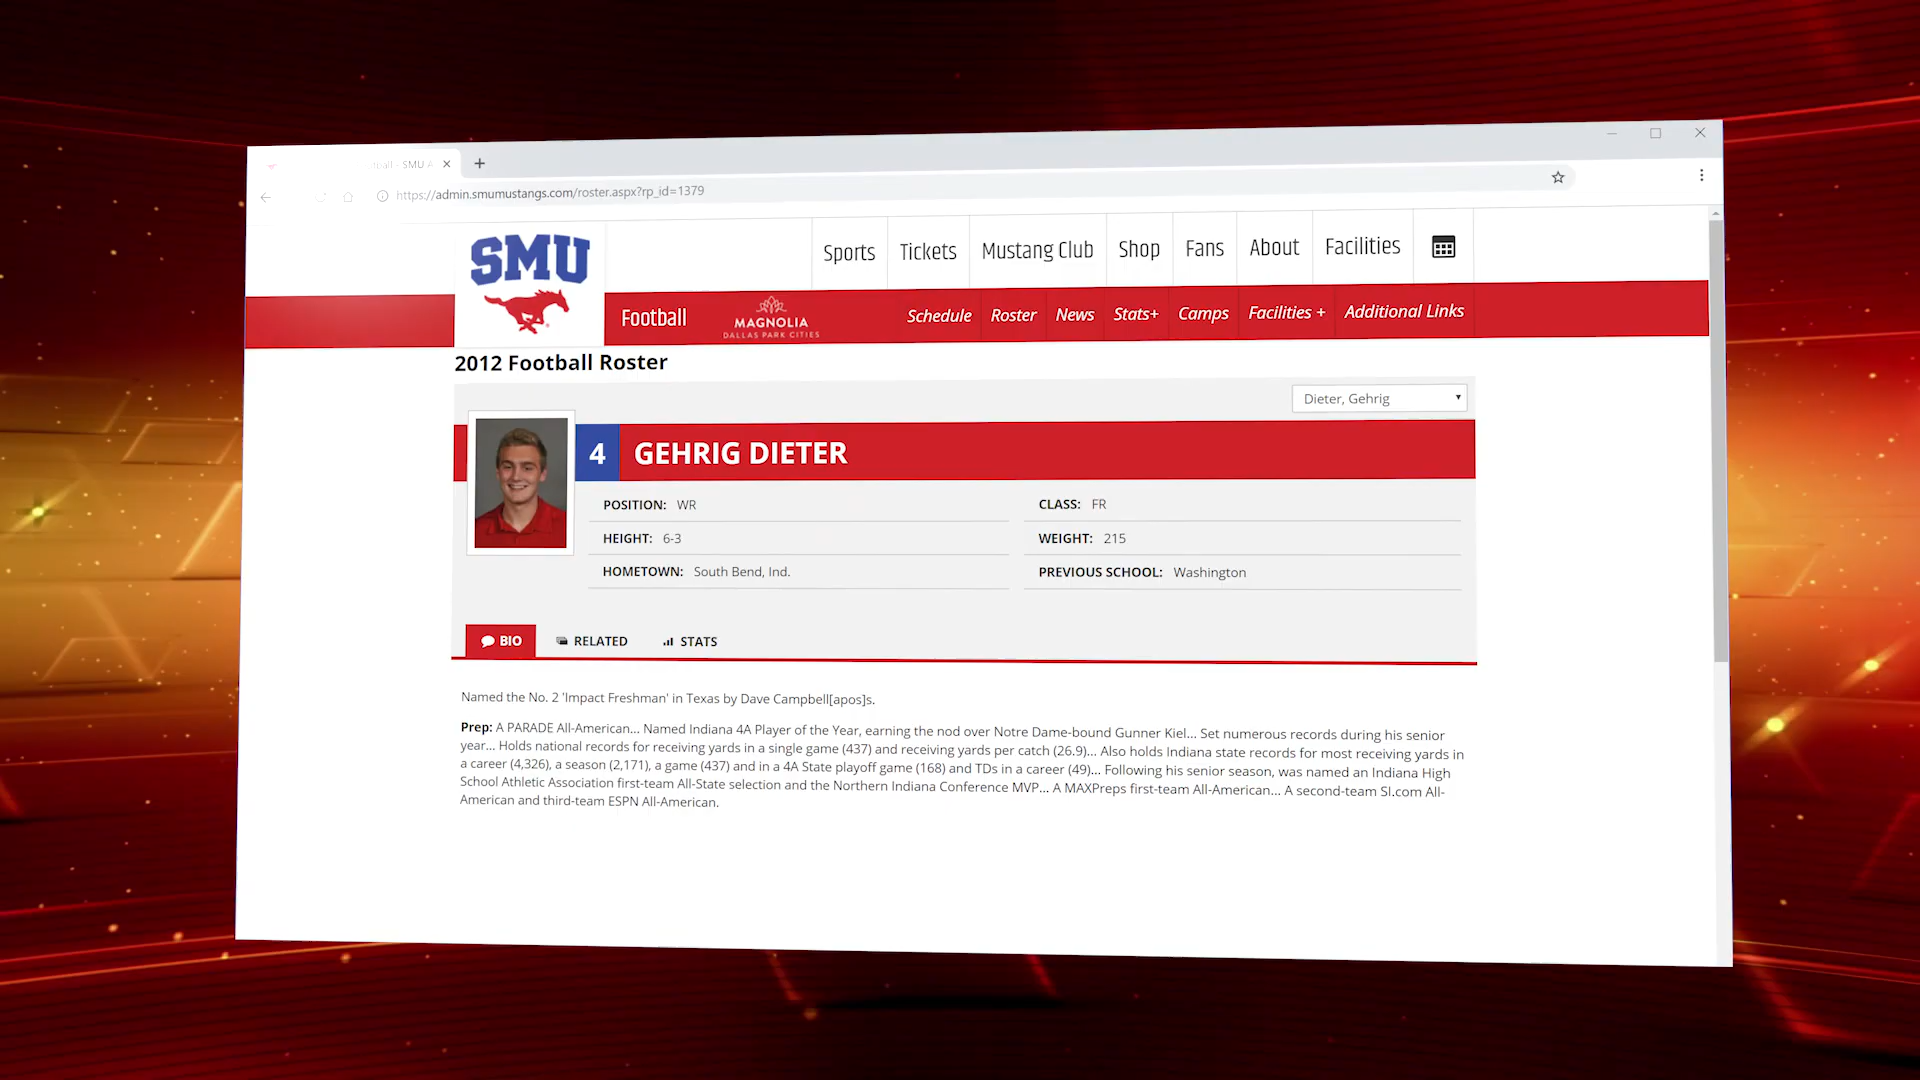 tball - SMU A
https://admin.smumustangs.com/roster.aspx?rp_id=1379
SMU
Sports Tickets Mustang Club Shop Fans About Facilities
Football MAGNOLIA Schedule Roster News Stats+ Camps Facilities + Additional Links
DALLAS PARK CITIES
2012 Football Roster
Dieter, Gehrig
4 GEHRIG DIETER
POSITION: WR CLASS: FR
HEIGHT: 6-3 WEIGHT: 215
HOMETOWN: South Bend, Ind. PREVIOUS SCHOOL: Washington
BIO RELATED STATS
Named the No. 2 'Impact Freshman' in Texas by Dave Campbell[apos]s.
Prep: A PARADE All-American... Named Indiana 4A Player of the Year, earning the nod over Notre Dame-bound Gunner Kiel... Set numerous records during his senior
year... Holds national records for receiving yards in a single game (437) and receiving yards per catch (26.9)... Also holds Indiana state records for most receiving yards in
a career (4,326), a season (2,171), a game (437) and in a 4A State playoff game (168) and TDs in a career (49)... Following his senior season, was named an Indiana High
School Athletic Association first-team All-State selection and the Northern Indiana Conference MVP... A MAXPreps first-team All-American... A second-team SI.com All-
American and third-team ESPN All-American.